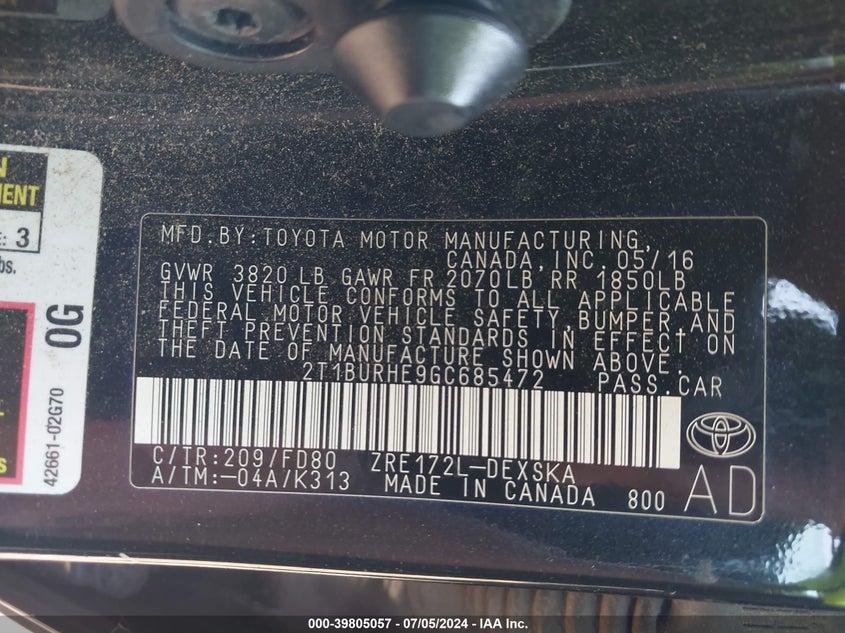 N
MENT
E: 3
bs.
L
s
42661-02G70
0G
MFD.BY:TOYOTA MOTOR MANUFACTURING,
CANADA,INC.05/16
GVWR 3820 LB GAWR FR 2070LB RR 1850LB
THIS VEHICLE CONFORMS TO ALL APPLICABLE
FEDERAL MOTOR VEHICLE SAFETY,BUMPER,AND
THEFT PREVENTION STANDARDS IN EFFECT ON
THE DATE OF MANUFACTURE SHOWN ABOVE.
2T1BURHE9GC685472 PASS.CAR
C/TR:209/FD80 ZRE172L-DEXSKA
A/TM:-04A/K313 MADE IN CANADA 800
AD
000-39805057 - 07/05/2024 - IAA Inc.